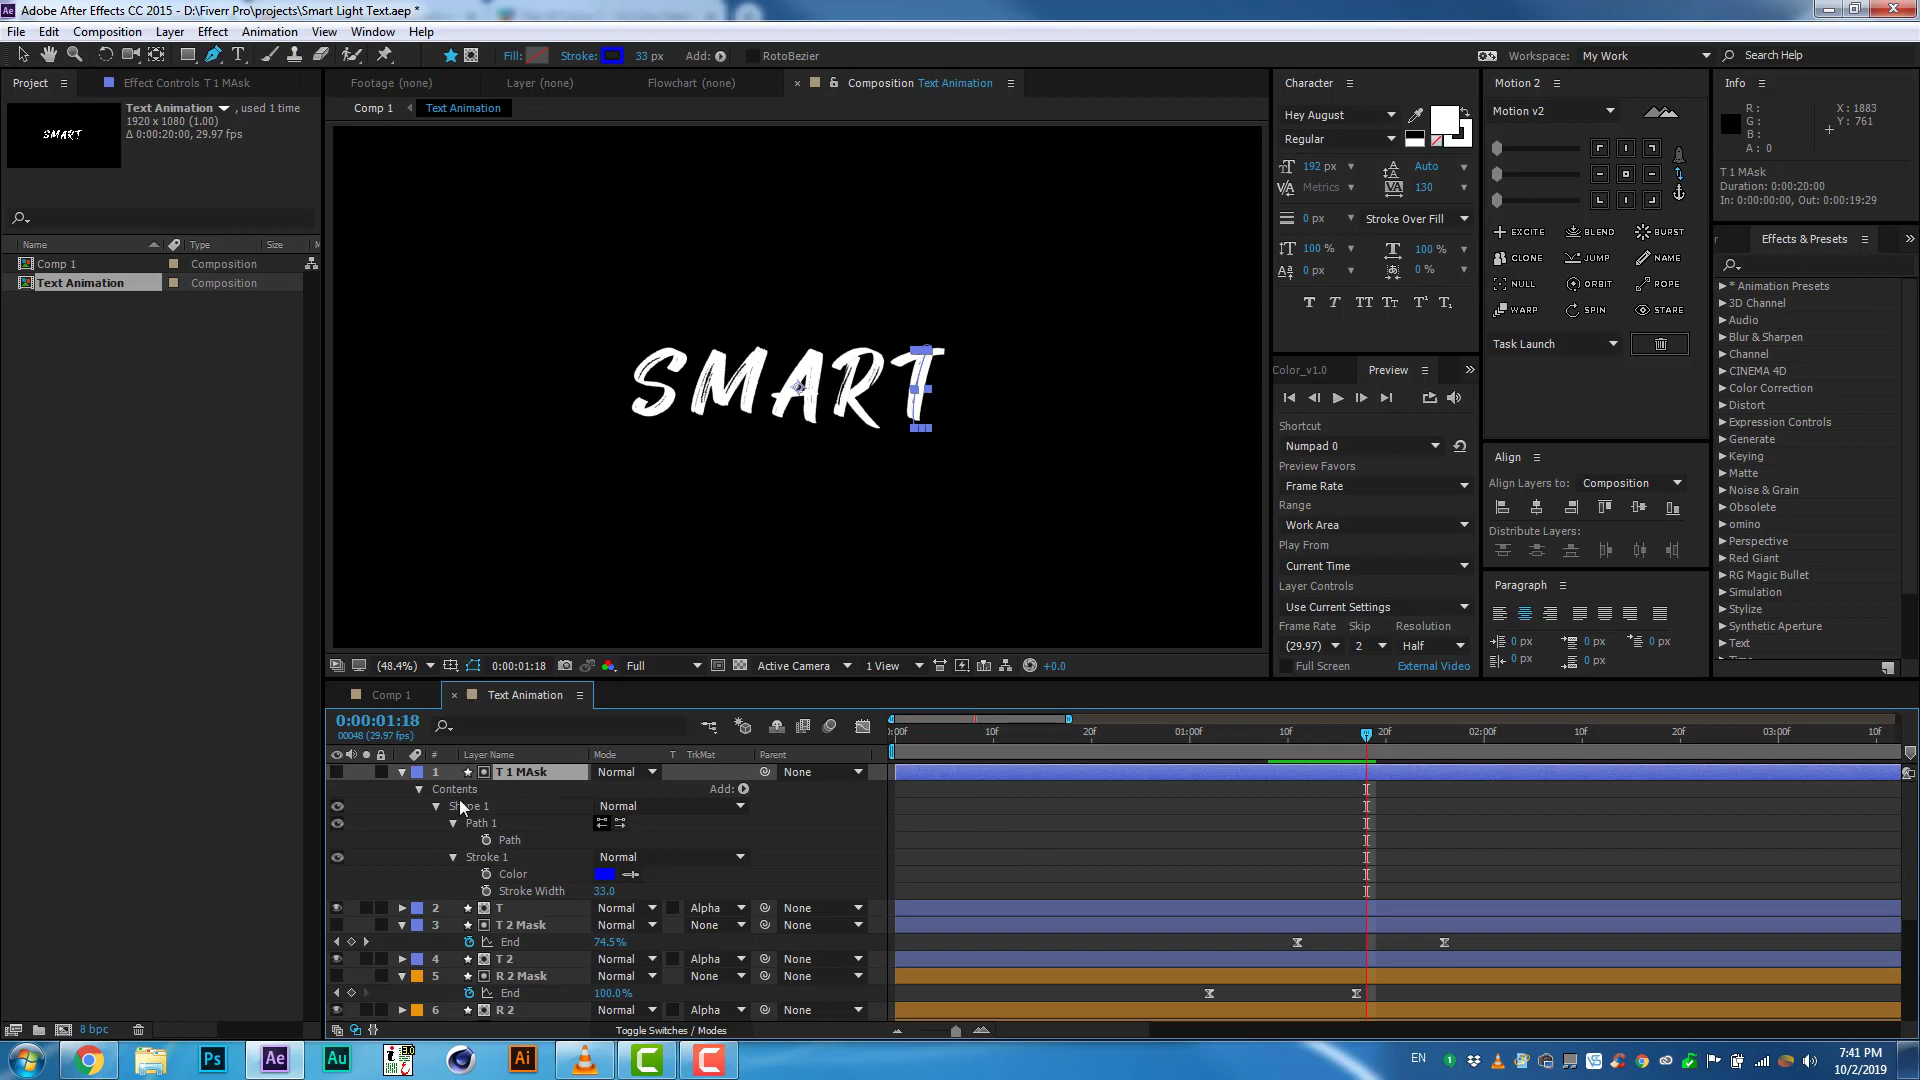 Adobe After Effects CC 2015 - D:\Fiverr Pro\projects\Smart Light Text.aep *
File Edit Composition Layer Effect Animation View Window Help
Fill: Stroke: 33 px Add: RotoBezier Workspace: My Work Search Help
Project Effect Controls T 1 MAsk
Footage (none) Layer (none) Flowchart (none) Composition Text Animation
Comp 1 Text Animation
Text Animation , used 1 time
1920 x 1080 (1.00)
Δ 0:00:20:00, 29.97 fps
SMART
Name Type Size
Comp 1 Composition
Text Animation Composition
8 bpc
SMART
(48.4%) 0:00:01:18 Full Active Camera 1 View +0.0
Character
Hey August
Regular
192 px Auto
Metrics 130
0 px Stroke Over Fill
100 % 100 %
0 px 0 %
T T TT Tt T¹ T₁
Color_v1.0 Preview
Shortcut
Numpad 0
Preview Favors
Frame Rate
Range
Work Area
Play From
Current Time
Layer Controls
Use Current Settings
Frame Rate Skip Resolution
(29.97) 2 Half
Full Screen External Video
Motion 2
Motion v2
EXCITE BLEND BURST
CLONE JUMP NAME
NULL ORBIT ROPE
WARP SPIN STARE
Task Launch
Align
Align Layers to: Composition
Distribute Layers:
Paragraph
0 px 0 px 0 px
0 px 0 px
Info
R : X : 1883
G : Y : 761
B :
A : 0
T 1 MAsk
Duration: 0:00:20:00
In: 0:00:00:00, Out: 0:00:19:29
Effects & Presets
* Animation Presets
3D Channel
Audio
Blur & Sharpen
Channel
CINEMA 4D
Color Correction
Distort
Expression Controls
Generate
Keying
Matte
Noise & Grain
Obsolete
omino
Perspective
Red Giant
RG Magic Bullet
Simulation
Stylize
Synthetic Aperture
Text
Comp 1 Text Animation
0:00:01:18
00048 (29.97 fps)
:00f 10f 20f 01:00f 10f 20f 02:00f 10f 20f 03:00f 10f
# Layer Name Mode T TrkMat Parent
1 T 1 MAsk Normal None
Contents Add:
Shape 1 Normal
Path 1
Path
Stroke 1 Normal
Color
Stroke Width 33.0
2 T Normal Alpha None
3 T 2 Mask Normal None None
End 74.5%
4 T 2 Normal Alpha None
5 R 2 Mask Normal None None
End 100.0%
6 R 2 Normal Alpha None
Toggle Switches / Modes
Ps Ae Au Ai
EN 7:41 PM
10/2/2019